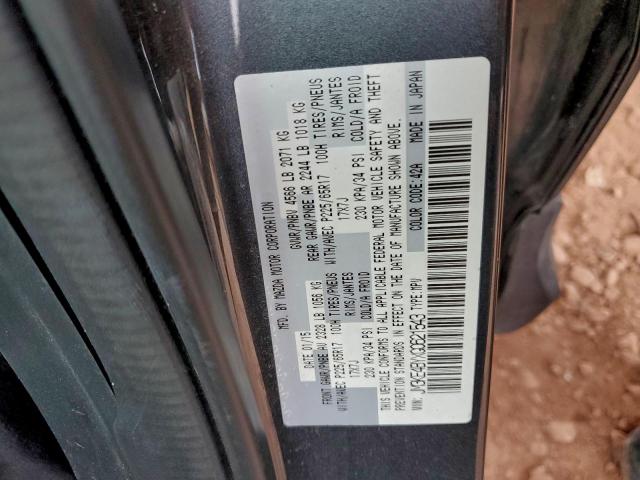 MFD. BY MAZDA MOTOR CORPORATION
DATE: 07/15 GVWR/PNBV 4566 LB 2071 KG
FRONT GAWR/PNBE AV 2328 LB 1056 KG REAR GAWR/PNBE AR 2244 LB 1018 KG
WITH/AVEC P225/65R17 100H TIRES/PNEUS WITH/AVEC P225/65R17 100H TIRES/PNEUS
17X7J RIMS/JANTES 17X7J RIMS/JANTES
230 KPA/34 PSI COLD/A FROID 230 KPA/34 PSI COLD/A FROID
THIS VEHICLE CONFORMS TO ALL APPLICABLE FEDERAL MOTOR VEHICLE SAFETY AND THEFT
PREVENTION STANDARDS IN EFFECT ON THE DATE OF MANUFACTURE SHOWN ABOVE.
VIN: TYPE:MPV COLOR CODE:42A MADE IN JAPAN